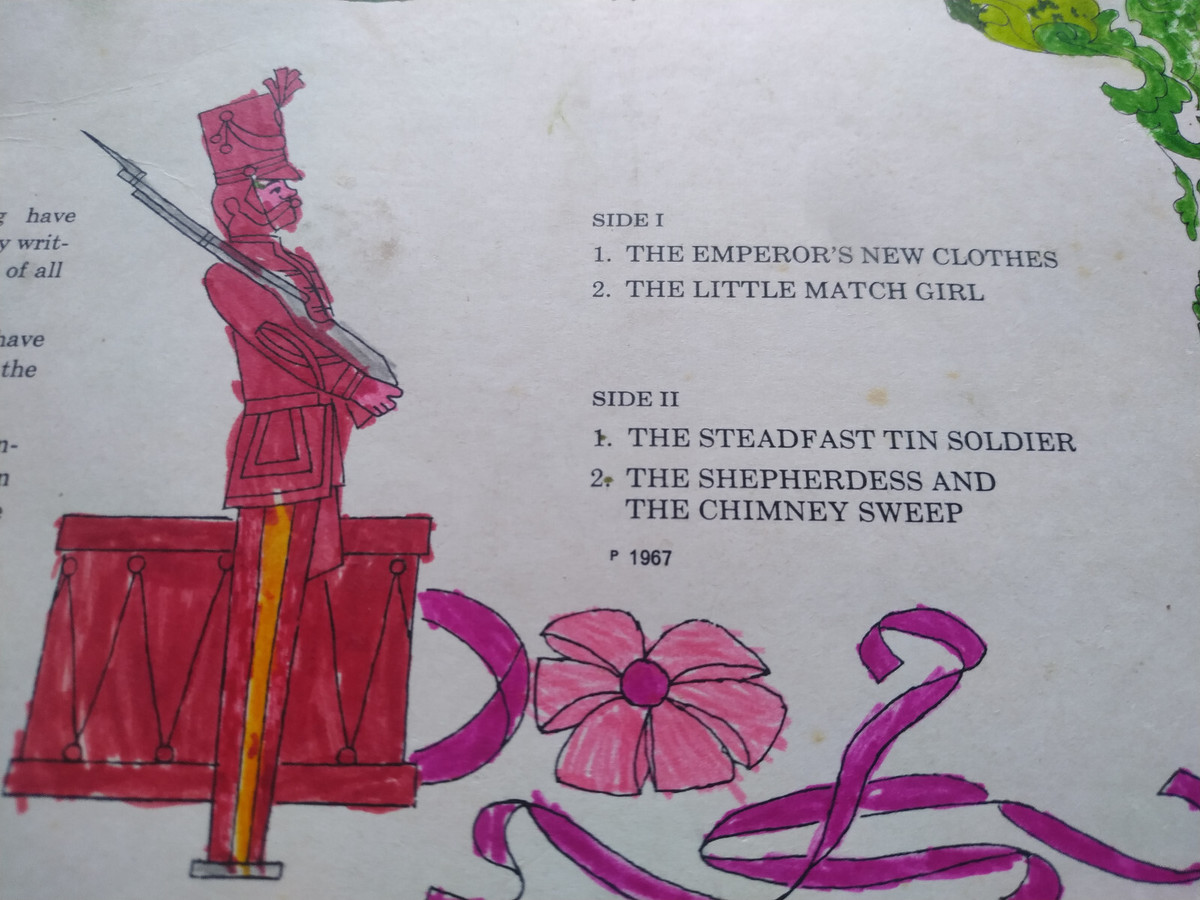 have
y writ-
of all
have
the
n-
n
SIDE I
1. THE EMPEROR'S NEW CLOTHES
2. THE LITTLE MATCH GIRL
SIDE II
1. THE STEADFAST TIN SOLDIER
2. THE SHEPHERDESS AND
THE CHIMNEY SWEEP
P 1967